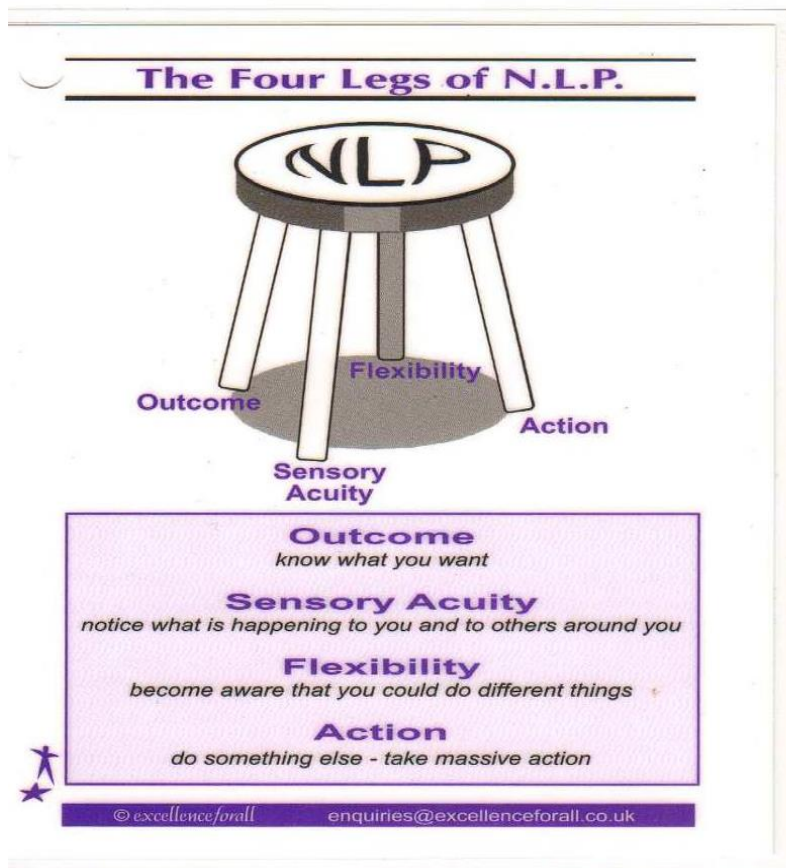 The Four Legs of N.L.P.
NLP
Flexibility
Outcome
Action
Sensory
Acuity
Outcome
know what you want
Sensory Acuity
notice what is happening to you and to others around you
Flexibility
become aware that you could do different things
Action
do something else - take massive action
© excellenceforall enquiries@excellenceforall.co.uk